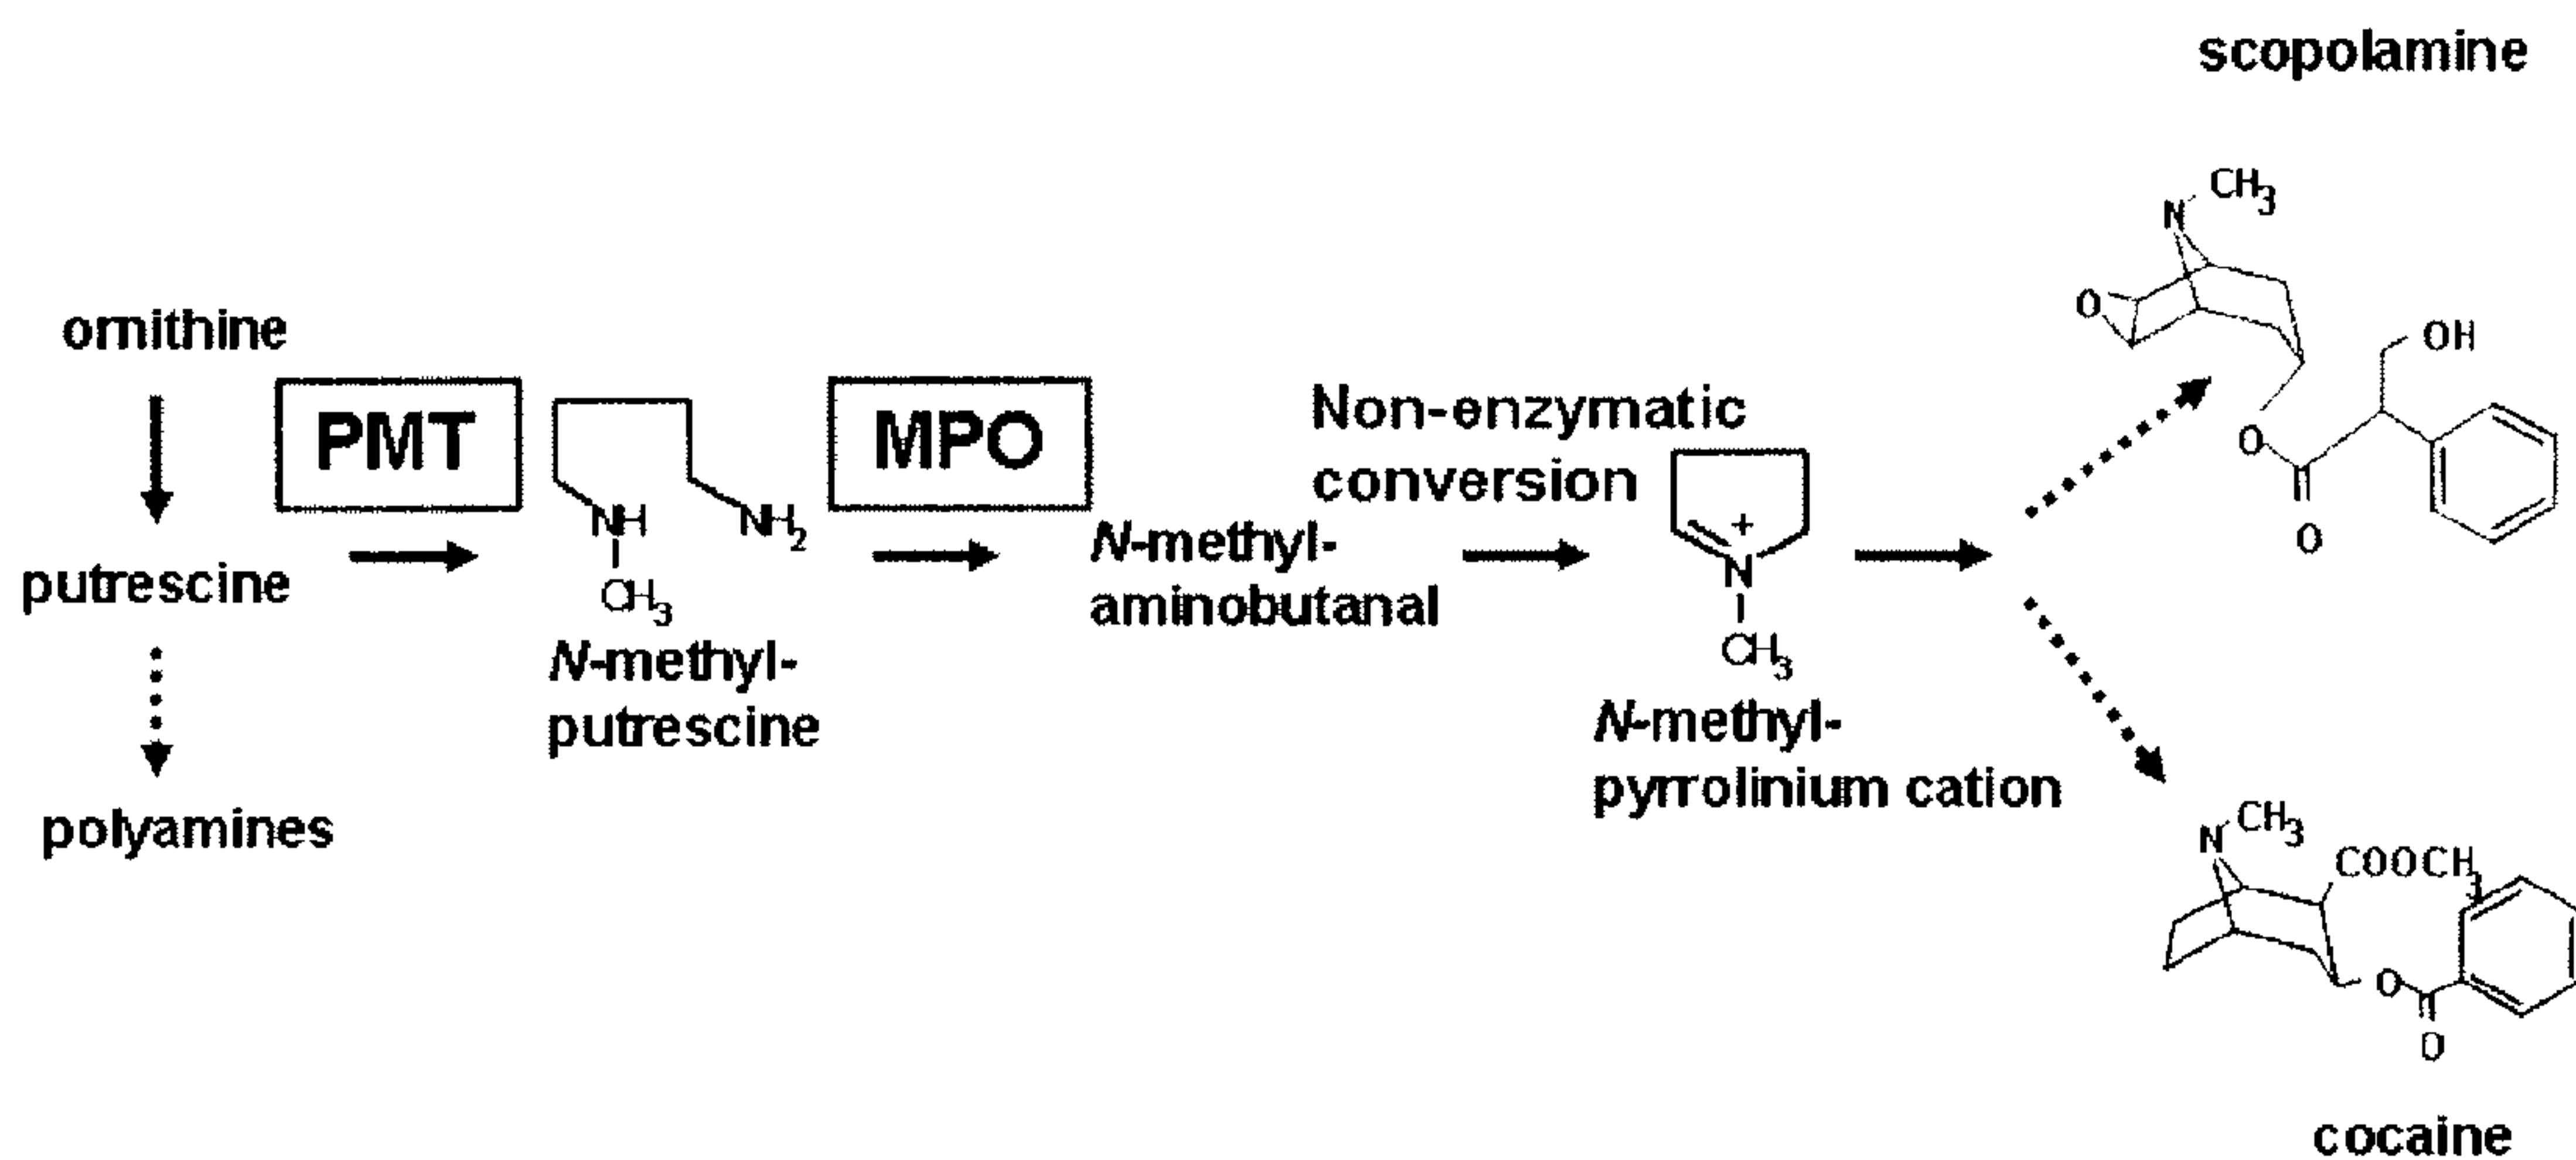 scopolamine
CH3
N
O
OH
O
O
ornithine
PMT
MPO
Non-enzymatic
conversion
NH
NH2
CH3
putrescine
N-methyl-
putrescine
N-methyl-
aminobutanal
+
N
CH3
N-methyl-
pyrrolinium cation
polyamines
N
CH3
COOCH3
O
O
cocaine